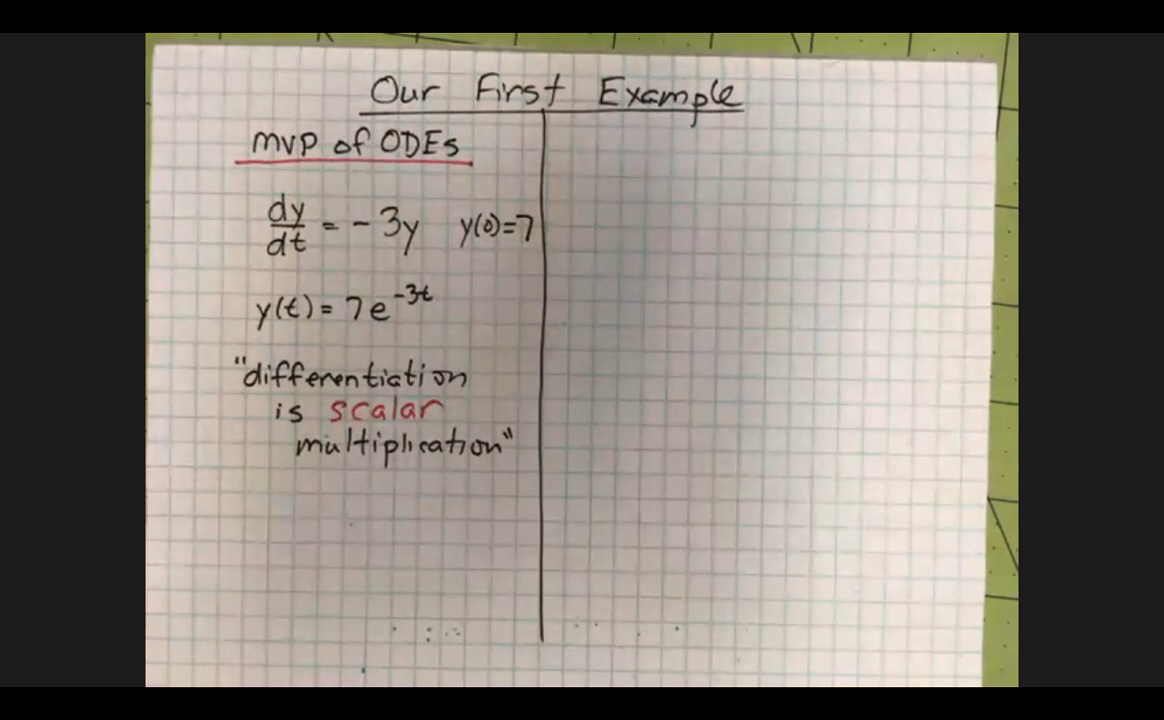 Our First Example
MVP of ODEs
dy/dt = -3y y(0)=7
y(t) = 7e^{-3t}
"differentiation
is scalar
multiplication"